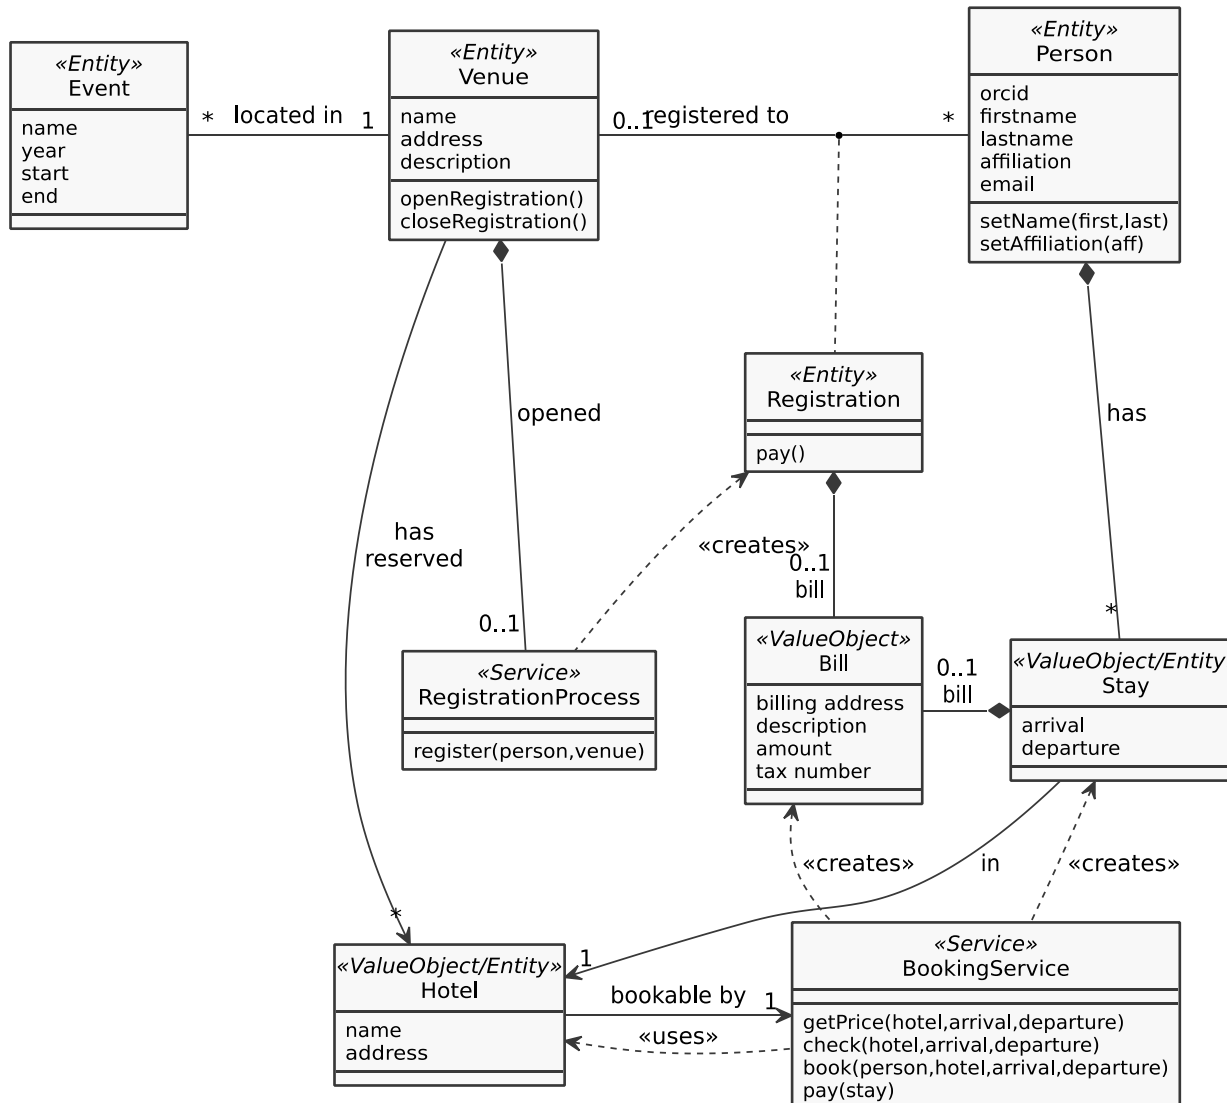 «Entity»
Event
name
year
start
end
* located in 1
«Entity»
Venue
name
address
description
openRegistration()
closeRegistration()
0..1 registered to *
«Entity»
Person
orcid
firstname
lastname
affiliation
email
setName(first,last)
setAffiliation(aff)
opened
0..1
has
reserved
*
«Entity»
Registration
pay()
has
*
«creates»
0..1
bill
«Service»
RegistrationProcess
register(person,venue)
«ValueObject»
Bill
billing address
description
amount
tax number
0..1
bill
«ValueObject/Entity
Stay
arrival
departure
«creates»
in
«creates»
1
«ValueObject/Entity»
Hotel
name
address
bookable by 1
«uses»
«Service»
BookingService
getPrice(hotel,arrival,departure)
check(hotel,arrival,departure)
book(person,hotel,arrival,departure)
pay(stay)